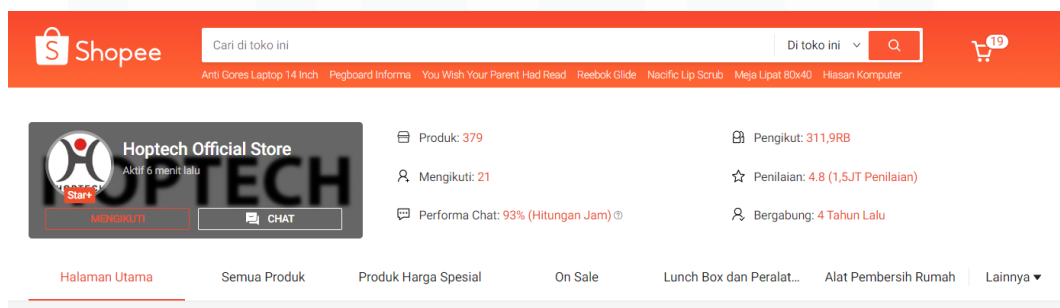 Shopee
Cari di toko ini
Di toko ini
19
Anti Gores Laptop 14 Inch Pegboard Informa You Wish Your Parent Had Read Reebok Glide Nacific Lip Scrub Meja Lipat 80x40 Hiasan Komputer
Hoptech Official Store
Aktif 6 menit lalu
HOPTECH
HOPTECH
Star+
MENGIKUTI
CHAT
Produk: 379
Pengikut: 311,9RB
Mengikuti: 21
Penilaian: 4.8 (1,5JT Penilaian)
Performa Chat: 93% (Hitungan Jam)
Bergabung: 4 Tahun Lalu
Halaman Utama Semua Produk Produk Harga Spesial On Sale Lunch Box dan Peralat... Alat Pembersih Rumah Lainnya